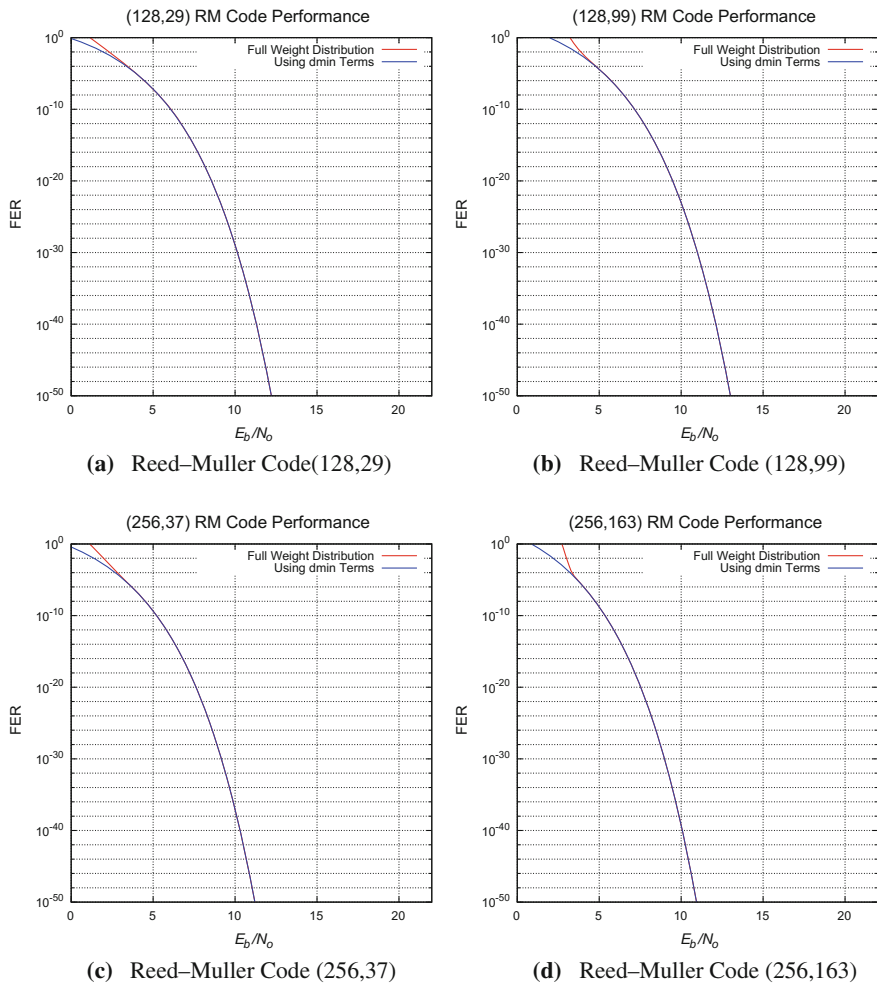 (128,29) RM Code Performance
Full Weight Distribution
Using dmin Terms
10^0
10^-10
10^-20
10^-30
10^-40
10^-50
FER
0 5 10 15 20
E_b/N_o
(a) Reed–Muller Code(128,29)
(128,99) RM Code Performance
Full Weight Distribution
Using dmin Terms
10^0
10^-10
10^-20
10^-30
10^-40
10^-50
FER
0 5 10 15 20
E_b/N_o
(b) Reed–Muller Code (128,99)
(256,37) RM Code Performance
Full Weight Distribution
Using dmin Terms
10^0
10^-10
10^-20
10^-30
10^-40
10^-50
FER
0 5 10 15 20
E_b/N_o
(c) Reed–Muller Code (256,37)
(256,163) RM Code Performance
Full Weight Distribution
Using dmin Terms
10^0
10^-10
10^-20
10^-30
10^-40
10^-50
FER
0 5 10 15 20
E_b/N_o
(d) Reed–Muller Code (256,163)